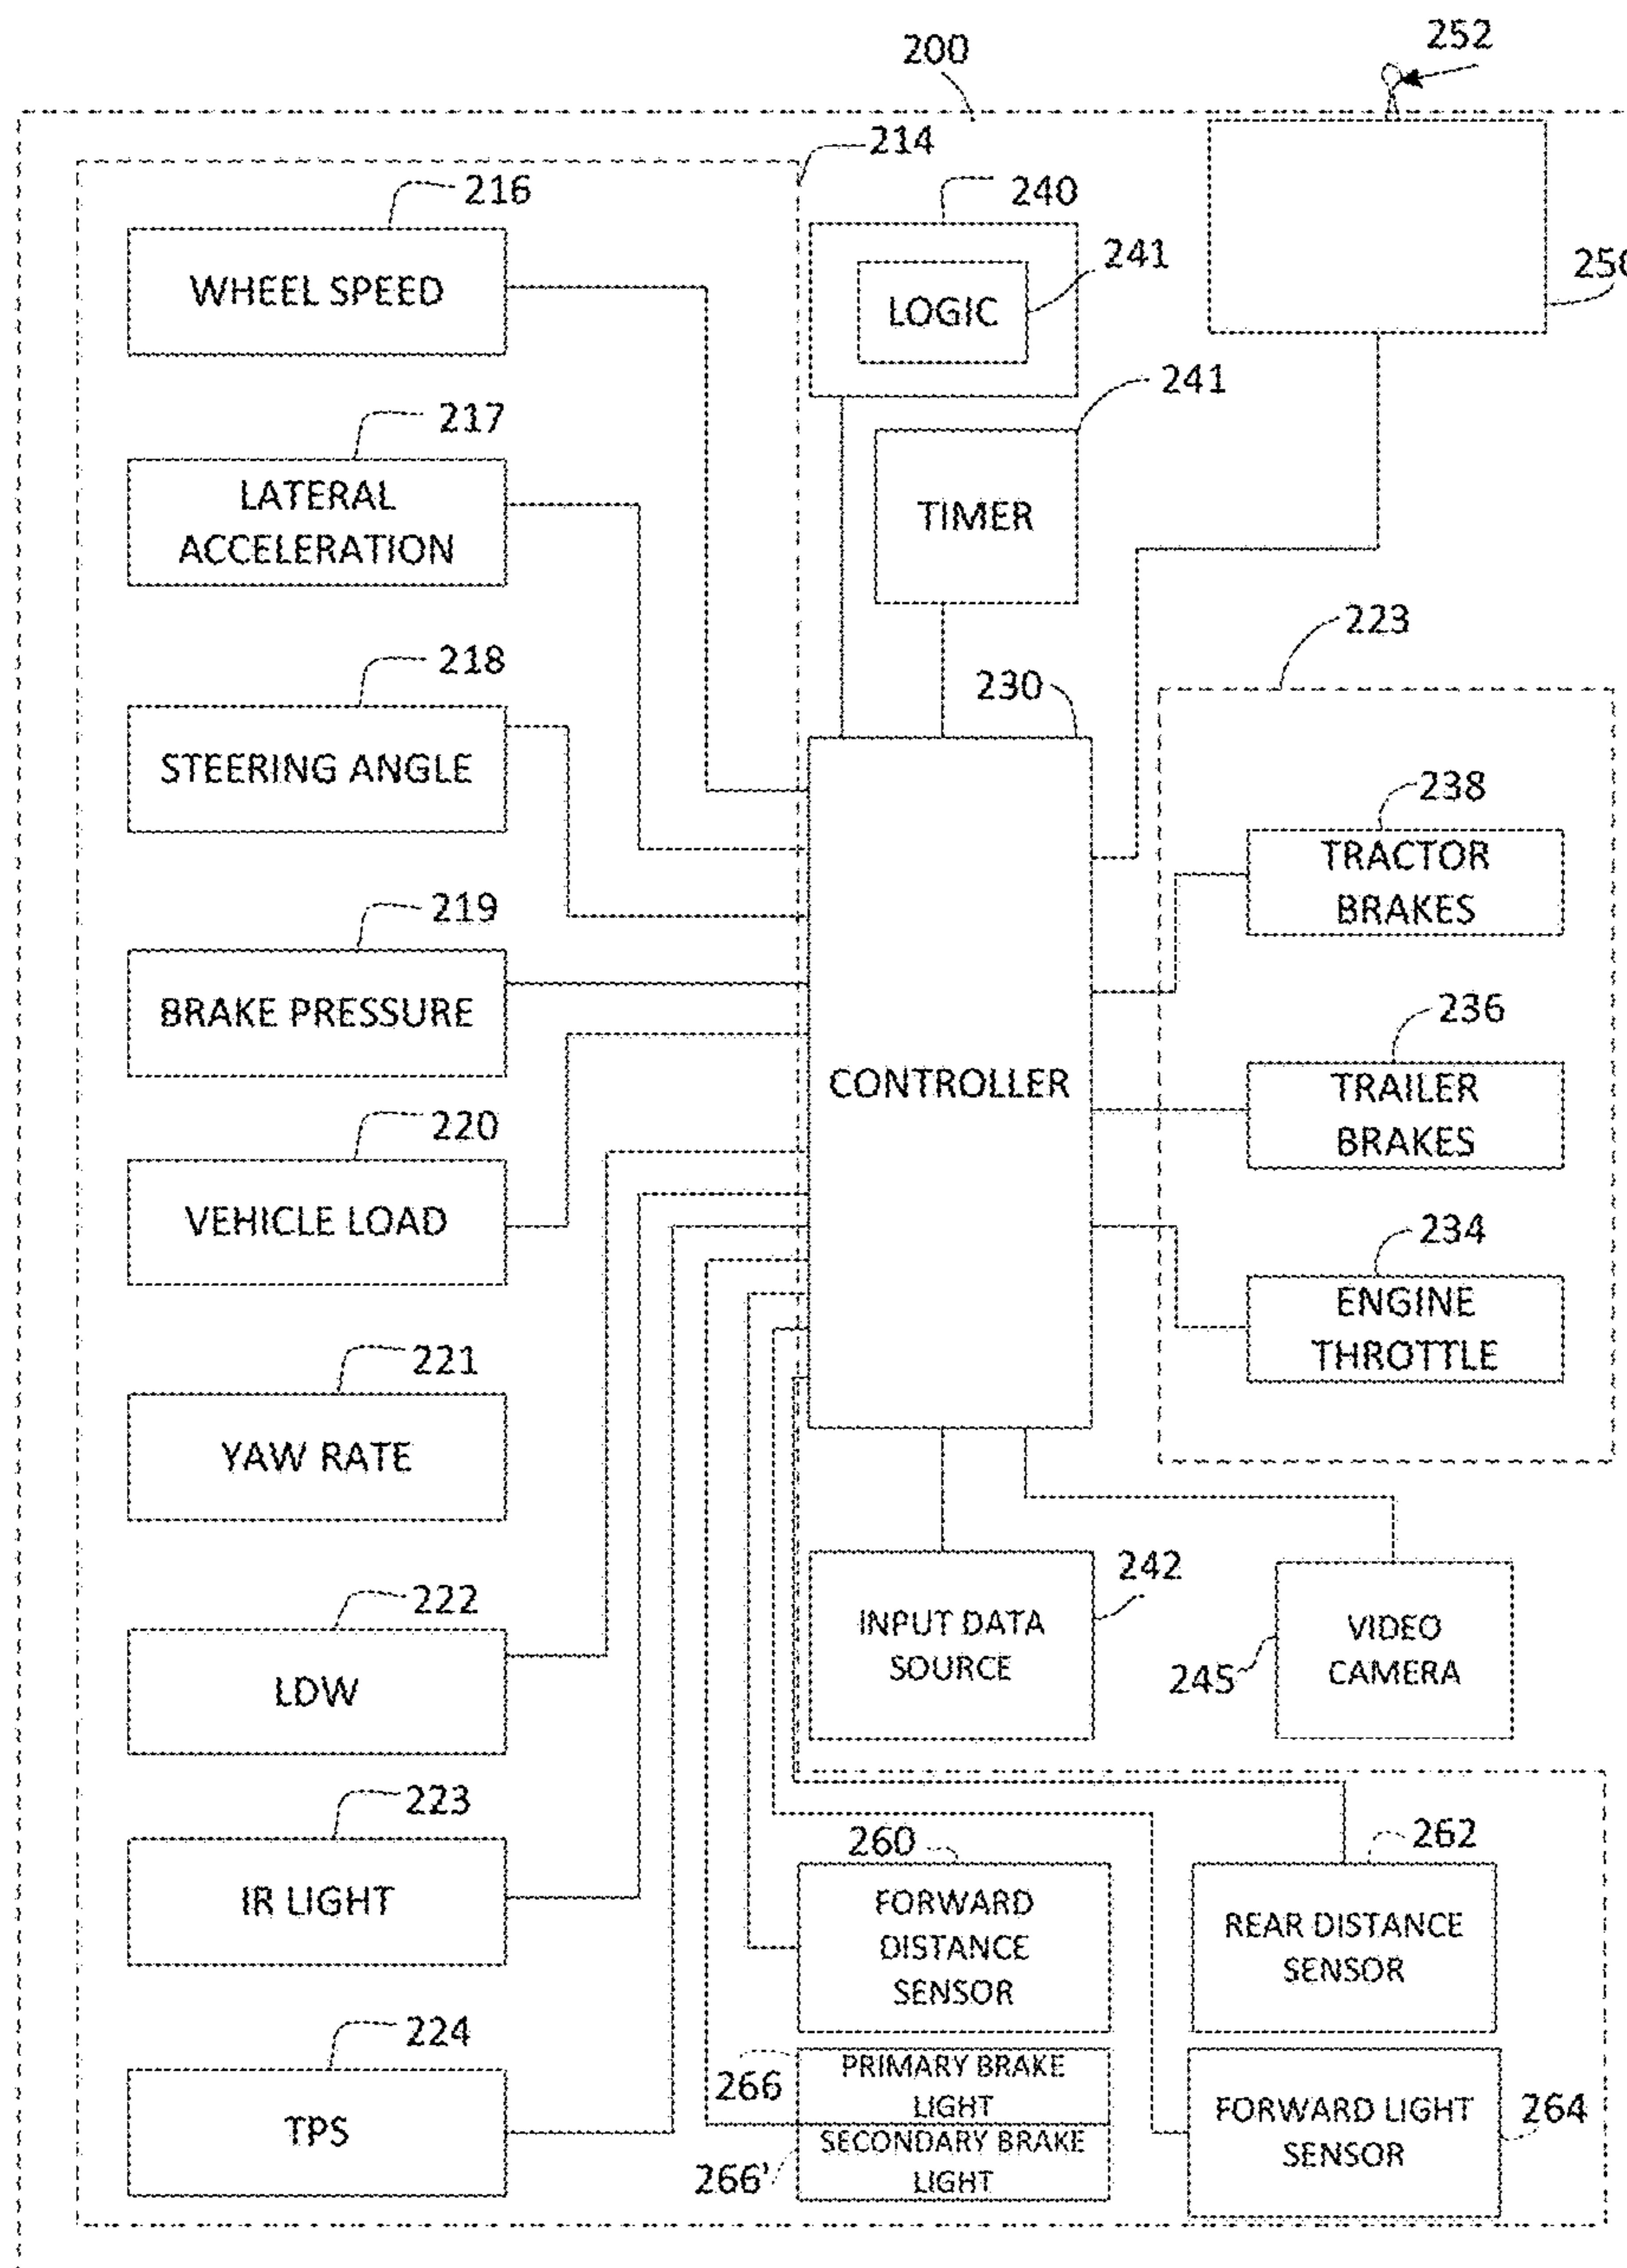 200
252
214
216
WHEEL SPEED
240
241
LOGIC
241
TIMER
217
LATERAL
ACCELERATION
218
STEERING ANGLE
219
BRAKE PRESSURE
220
VEHICLE LOAD
221
YAW RATE
222
LDW
223
IR LIGHT
224
TPS
230
CONTROLLER
223
238
TRACTOR
BRAKES
236
TRAILER
BRAKES
234
ENGINE
THROTTLE
242
INPUT DATA
SOURCE
245
VIDEO
CAMERA
260
FORWARD
DISTANCE
SENSOR
262
REAR DISTANCE
SENSOR
266
PRIMARY BRAKE
LIGHT
266'
SECONDARY BRAKE
LIGHT
264
FORWARD LIGHT
SENSOR